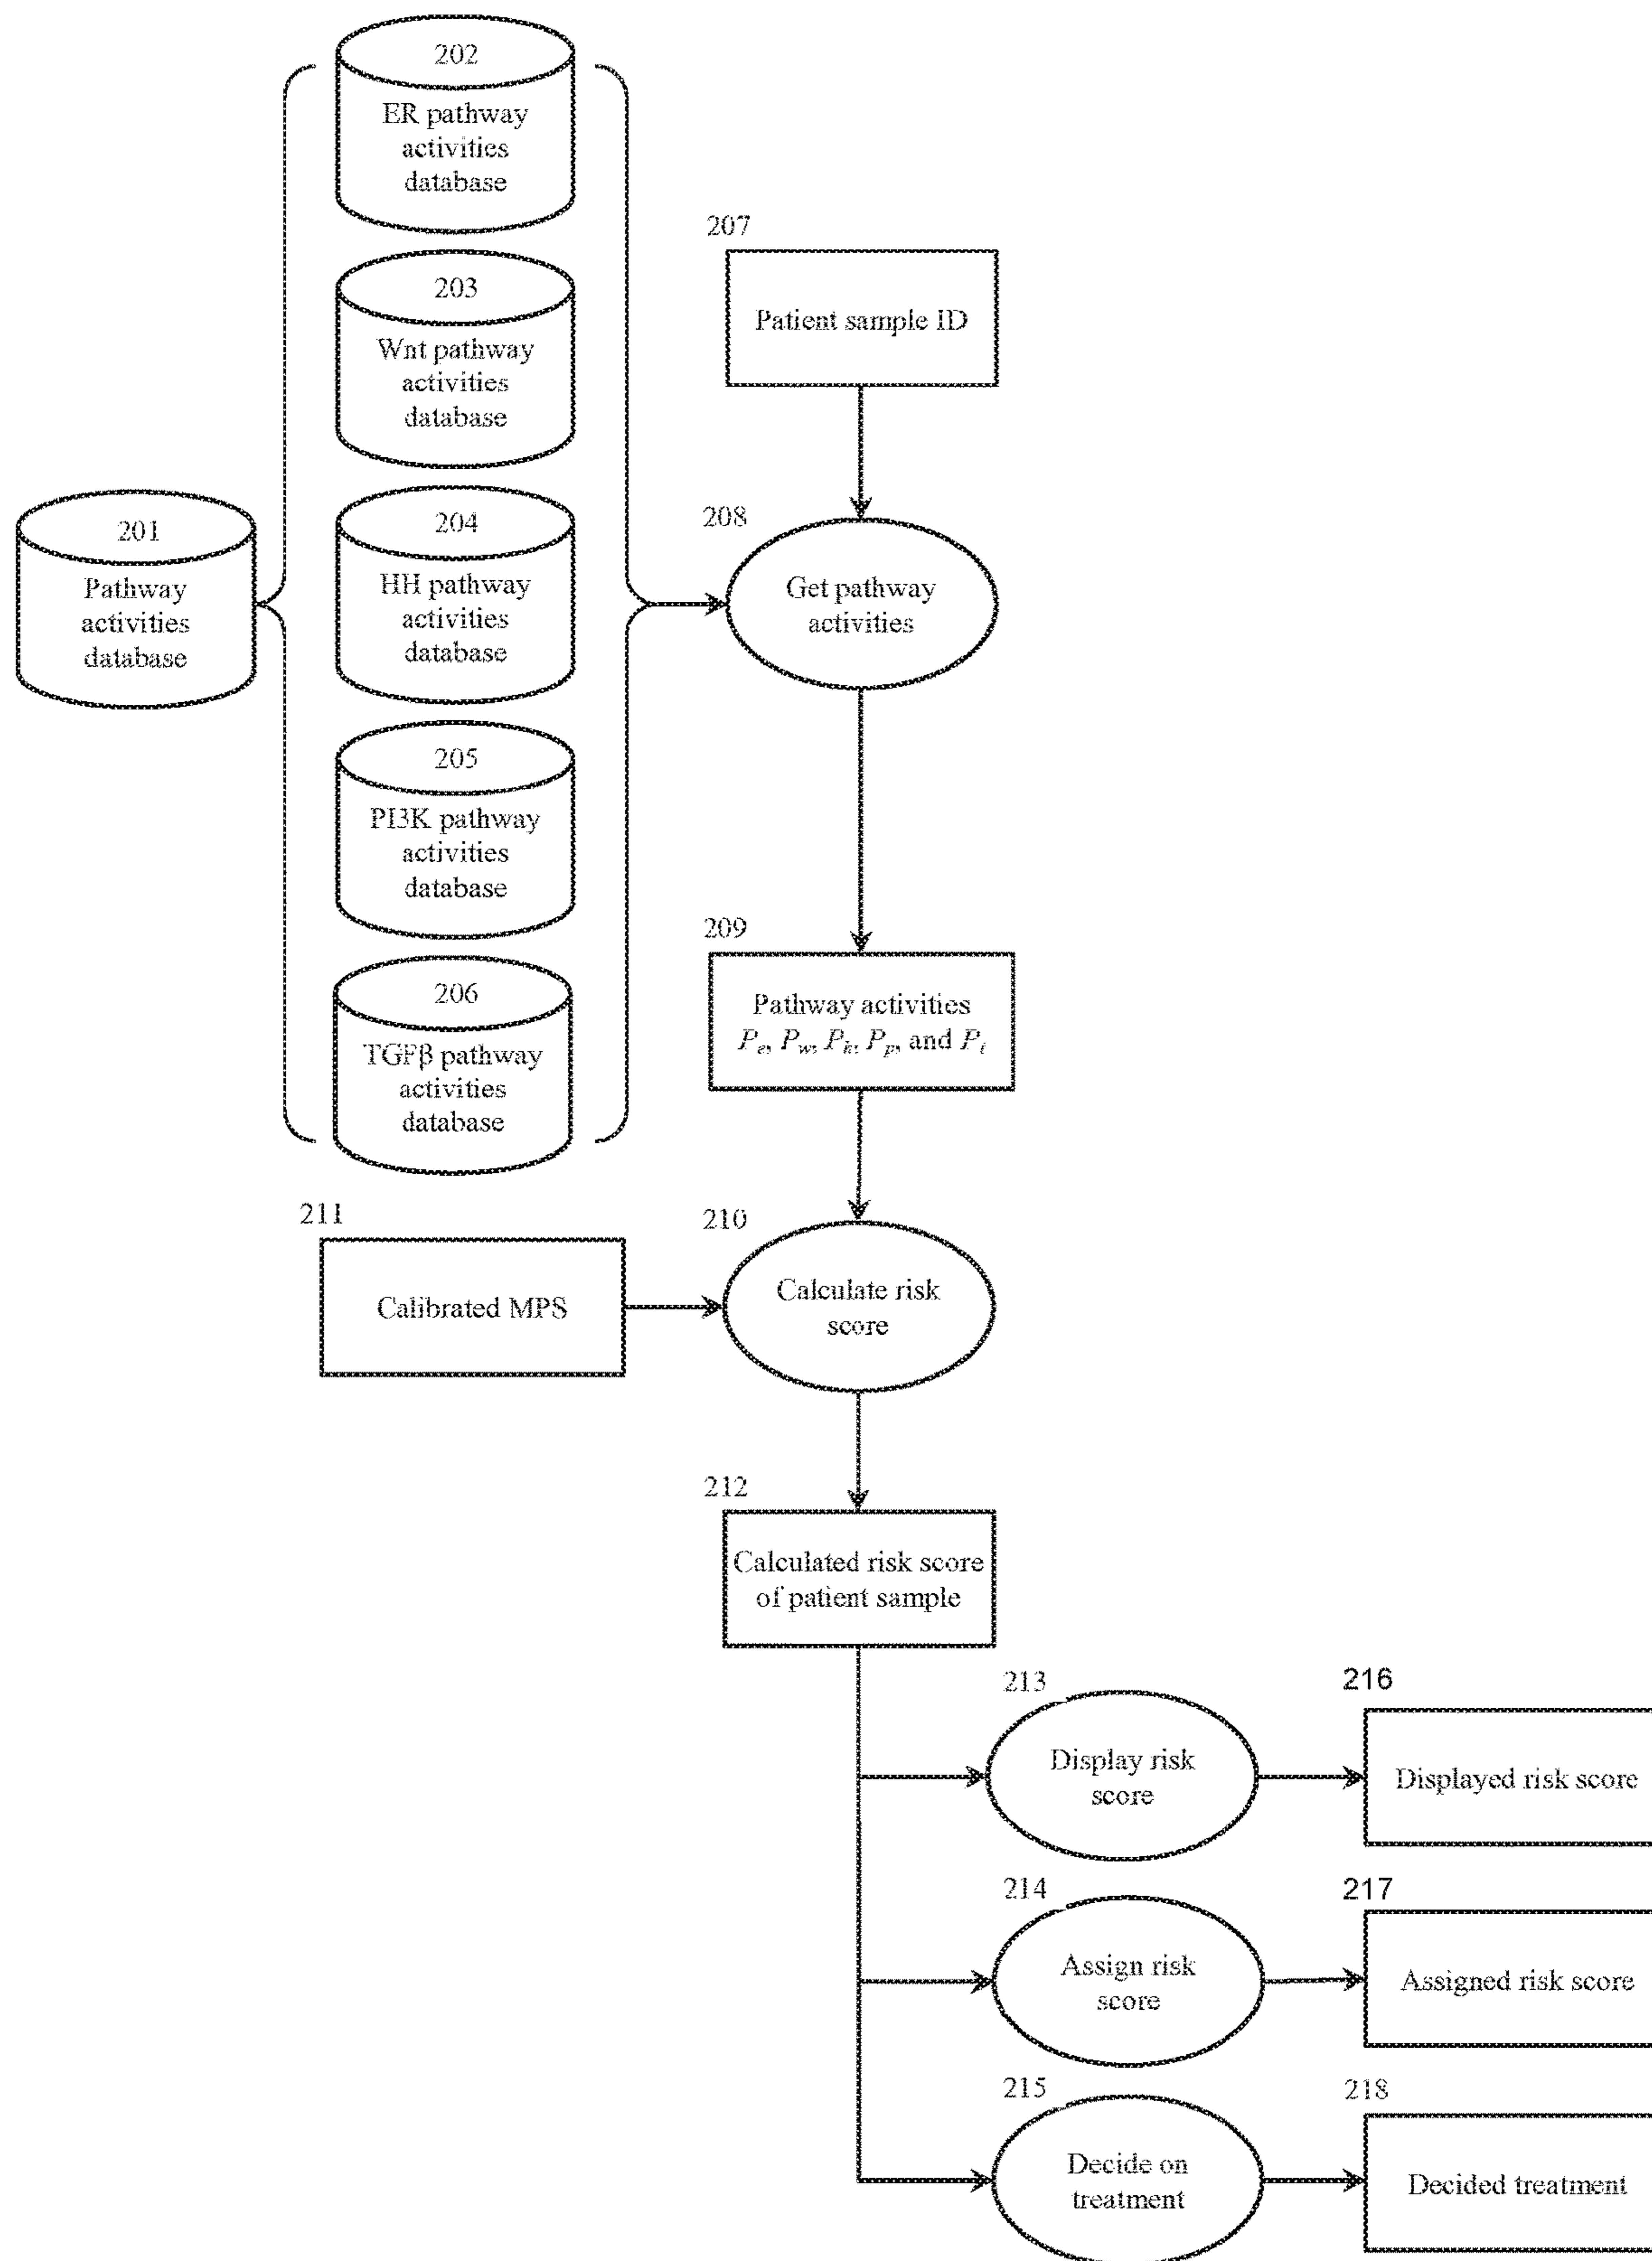 202
ER pathway
activities
database
207
203
Patient sample ID
Wnt pathway
activities
database
201
Pathway
activities
database
204
HH pathway
activities
database
208
Get pathway
activities
205
PI3K pathway
activities
database
209
Pathway activities
Pe, Pw, Ph, Pp, and Pt
206
TGFβ pathway
activities
database
211
Calibrated MPS
210
Calculate risk
score
212
Calculated risk score
of patient sample
213
Display risk
score
216
Displayed risk score
214
Assign risk
score
217
Assigned risk score
215
Decide on
treatment
218
Decided treatment